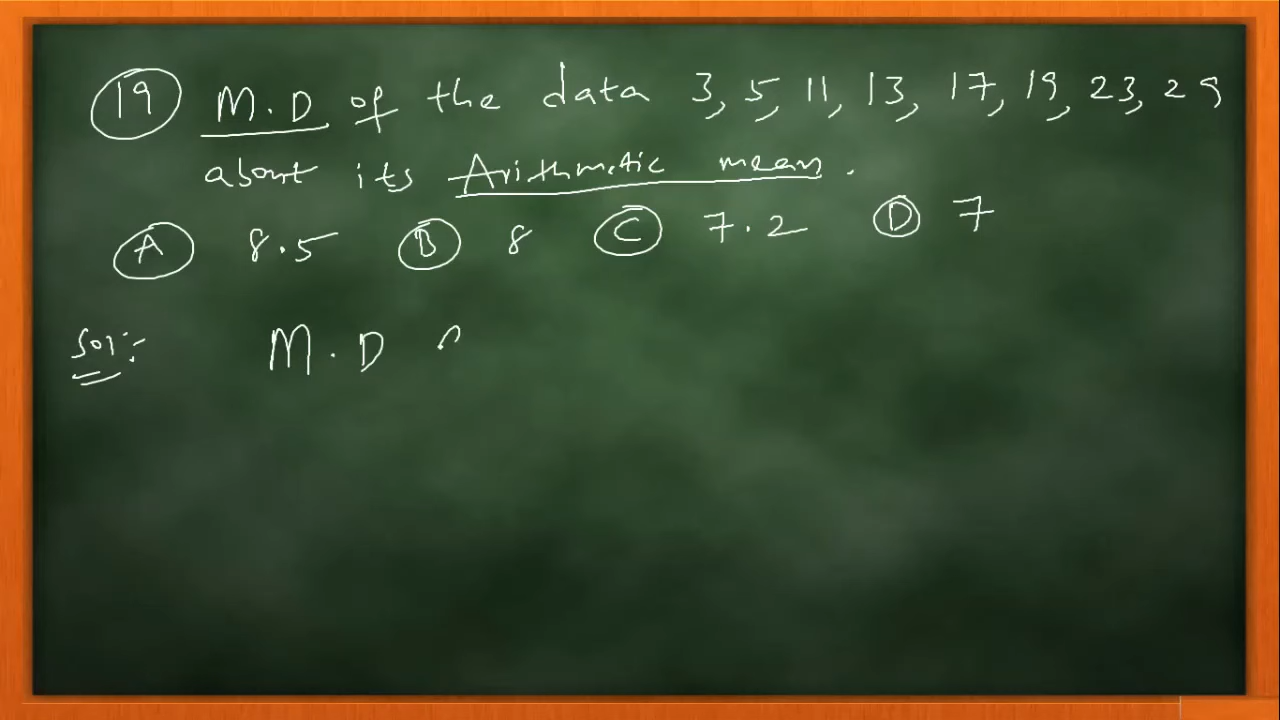 19 M.D of the data 3, 5, 11, 13, 17, 19, 23, 29
about its Arithmetic mean.
A 8.5 B 8 C 7.2 D 7
Sol:- M.D